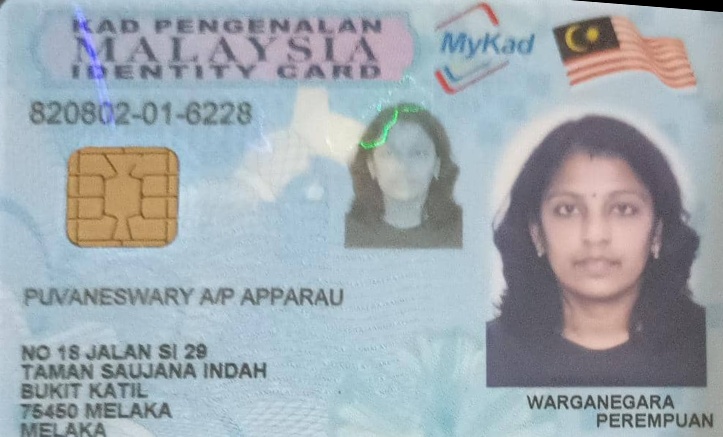 KAD PENGENALAN
MALAYSIA
IDENTITY CARD
MyKad
820802-01-6228
PUVANESWARY A/P APPARAU
NO 18 JALAN SI 29
TAMAN SAUJANA INDAH
BUKIT KATIL
75450 MELAKA
MELAKA
WARGANEGARA
PEREMPUAN